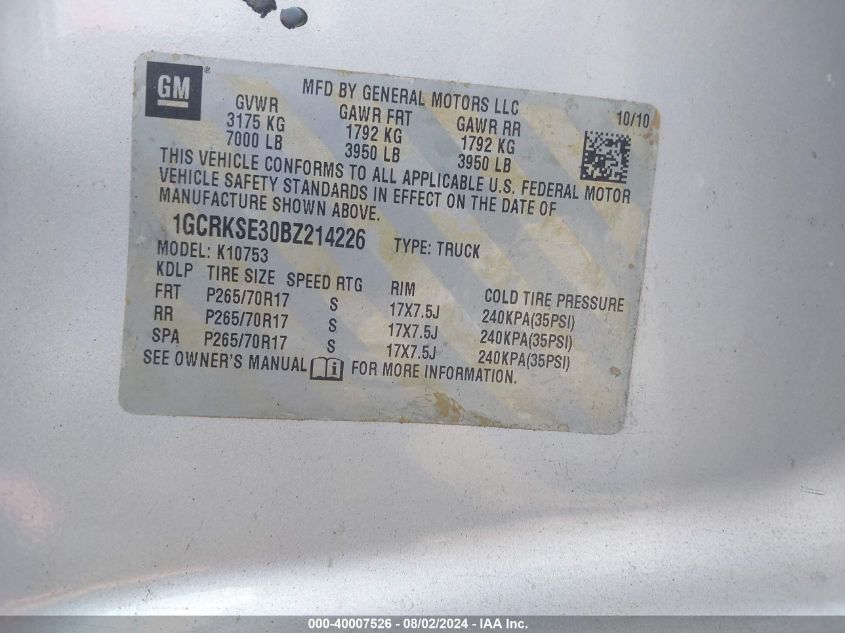 GM
MFD BY GENERAL MOTORS LLC
10/10
GVWR GAWR FRT GAWR RR
3175 KG 1792 KG 1792 KG
7000 LB 3950 LB 3950 LB
THIS VEHICLE CONFORMS TO ALL APPLICABLE U.S. FEDERAL MOTOR
VEHICLE SAFETY STANDARDS IN EFFECT ON THE DATE OF
MANUFACTURE SHOWN ABOVE.
1GCRKSE30BZ214226 TYPE: TRUCK
MODEL: K10753
KDLP TIRE SIZE SPEED RTG RIM COLD TIRE PRESSURE
FRT P265/70R17 S 17X7.5J 240KPA(35PSI)
RR P265/70R17 S 17X7.5J 240KPA(35PSI)
SPA P265/70R17 S 17X7.5J 240KPA(35PSI)
SEE OWNER'S MANUAL FOR MORE INFORMATION.
000-40007526 - 08/02/2024 - IAA Inc.